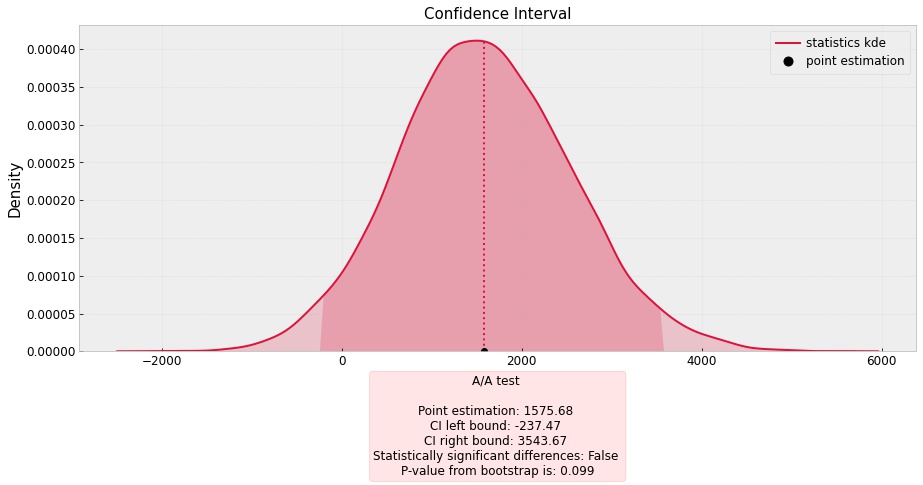 Confidence Interval
statistics kde
point estimation
Density
0.00040
0.00035
0.00030
0.00025
0.00020
0.00015
0.00010
0.00005
0.00000
−2000
0
2000
4000
6000
A/A test
Point estimation: 1575.68
CI left bound: -237.47
CI right bound: 3543.67
Statistically significant differences: False
P-value from bootstrap is: 0.099